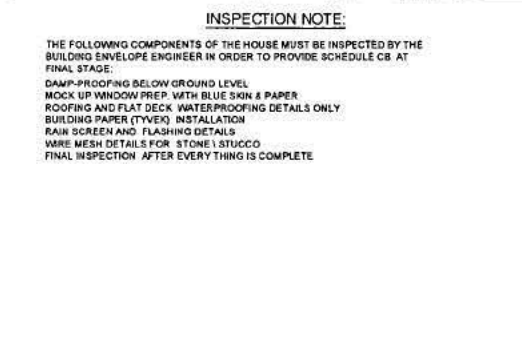 INSPECTION NOTE:
THE FOLLOWING COMPONENTS OF THE HOUSE MUST BE INSPECTED BY THE
BUILDING ENVELOPE ENGINEER IN ORDER TO PROVIDE SCHEDULE CB AT
FINAL STAGE:
DAMP-PROOFING BELOW GROUND LEVEL
MOCK UP WINDOW PREP. WITH BLUE SKIN & PAPER
ROOFING AND FLAT DECK WATERPROOFING DETAILS ONLY
BUILDING PAPER (TYVEK) INSTALLATION
RAIN SCREEN AND FLASHING DETAILS
WIRE MESH DETAILS FOR STONE \ STUCCO
FINAL INSPECTION AFTER EVERY THING IS COMPLETE